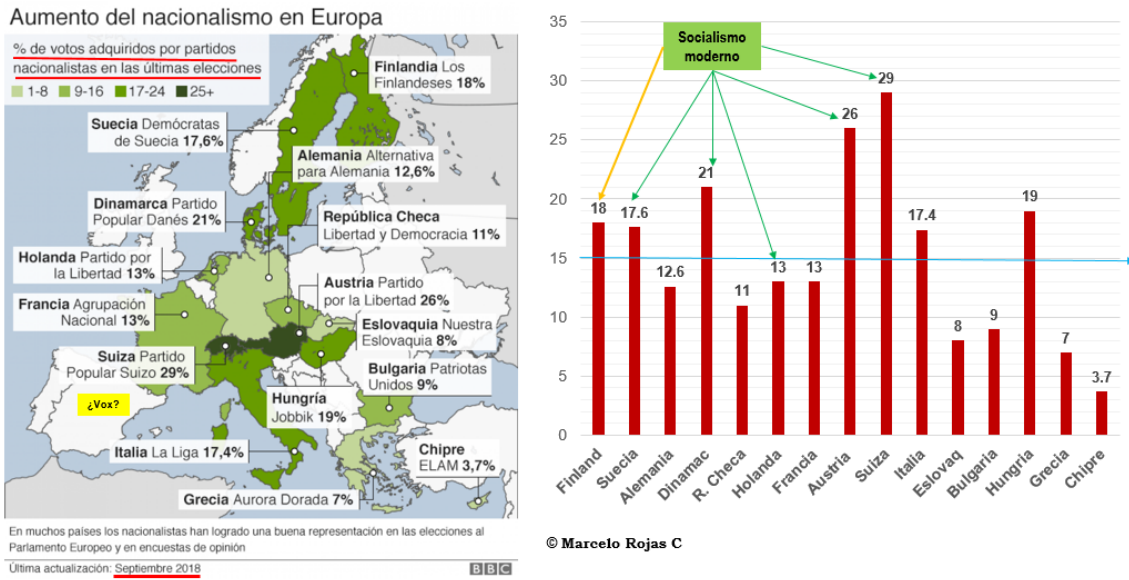 Aumento del nacionalismo en Europa
% de votos adquiridos por partidos
nacionalistas en las últimas elecciones
1-8 9-16 17-24 25+
Finlandia Los
Finlandeses 18%
Suecia Demócratas
de Suecia 17,6%
Alemania Alternativa
para Alemania 12,6%
Dinamarca Partido
Popular Danés 21%
República Checa
Libertad y Democracia 11%
Holanda Partido por
la Libertad 13%
Austria Partido
por la Libertad 26%
Francia Agrupación
Nacional 13%
Eslovaquia Nuestra
Eslovaquia 8%
Suiza Partido
Popular Suizo 29%
Bulgaria Patriotas
Unidos 9%
¿Vox?
Hungría
Jobbik 19%
Italia La Liga 17,4%
Chipre
ELAM 3,7%
Grecia Aurora Dorada 7%
En muchos países los nacionalistas han logrado una buena representación en las elecciones al
Parlamento Europeo y en encuestas de opinión
Última actualización: Septiembre 2018
BBC
Socialismo
moderno
35
30
25
20
15
10
5
0
18
17.6
12.6
21
11
13
13
26
29
17.4
8
9
19
7
3.7
Finland
Suecia
Alemania
Dinamac
R. Checa
Holanda
Francia
Austria
Suiza
Italia
Eslovaq
Bulgaria
Hungria
Grecia
Chipre
© Marcelo Rojas C